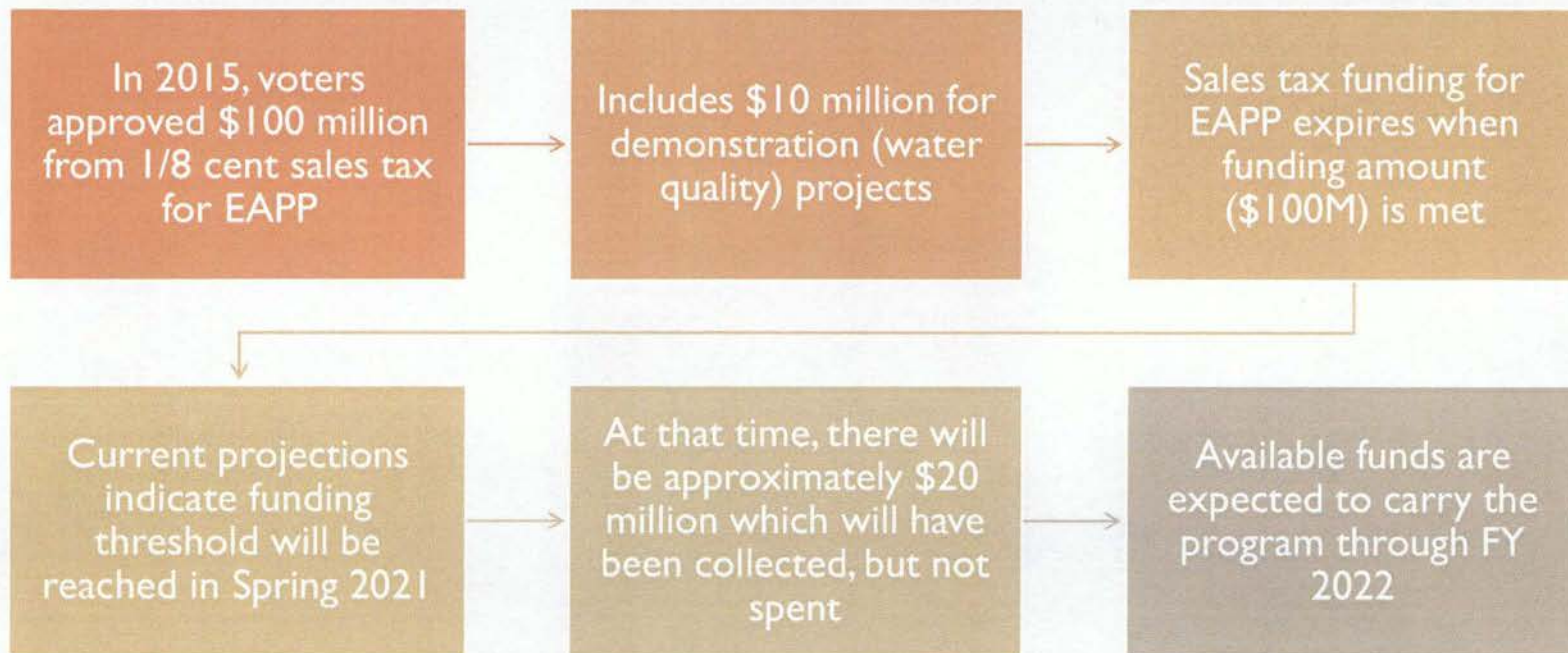 In 2015, voters
approved $100 million
from 1/8 cent sales tax
for EAPP
Includes $10 million for
demonstration (water
quality) projects
Sales tax funding for
EAPP expires when
funding amount
($100M) is met
Current projections
indicate funding
threshold will be
reached in Spring 2021
At that time, there will
be approximately $20
million which will have
been collected, but not
spent
Available funds are
expected to carry the
program through FY
2022